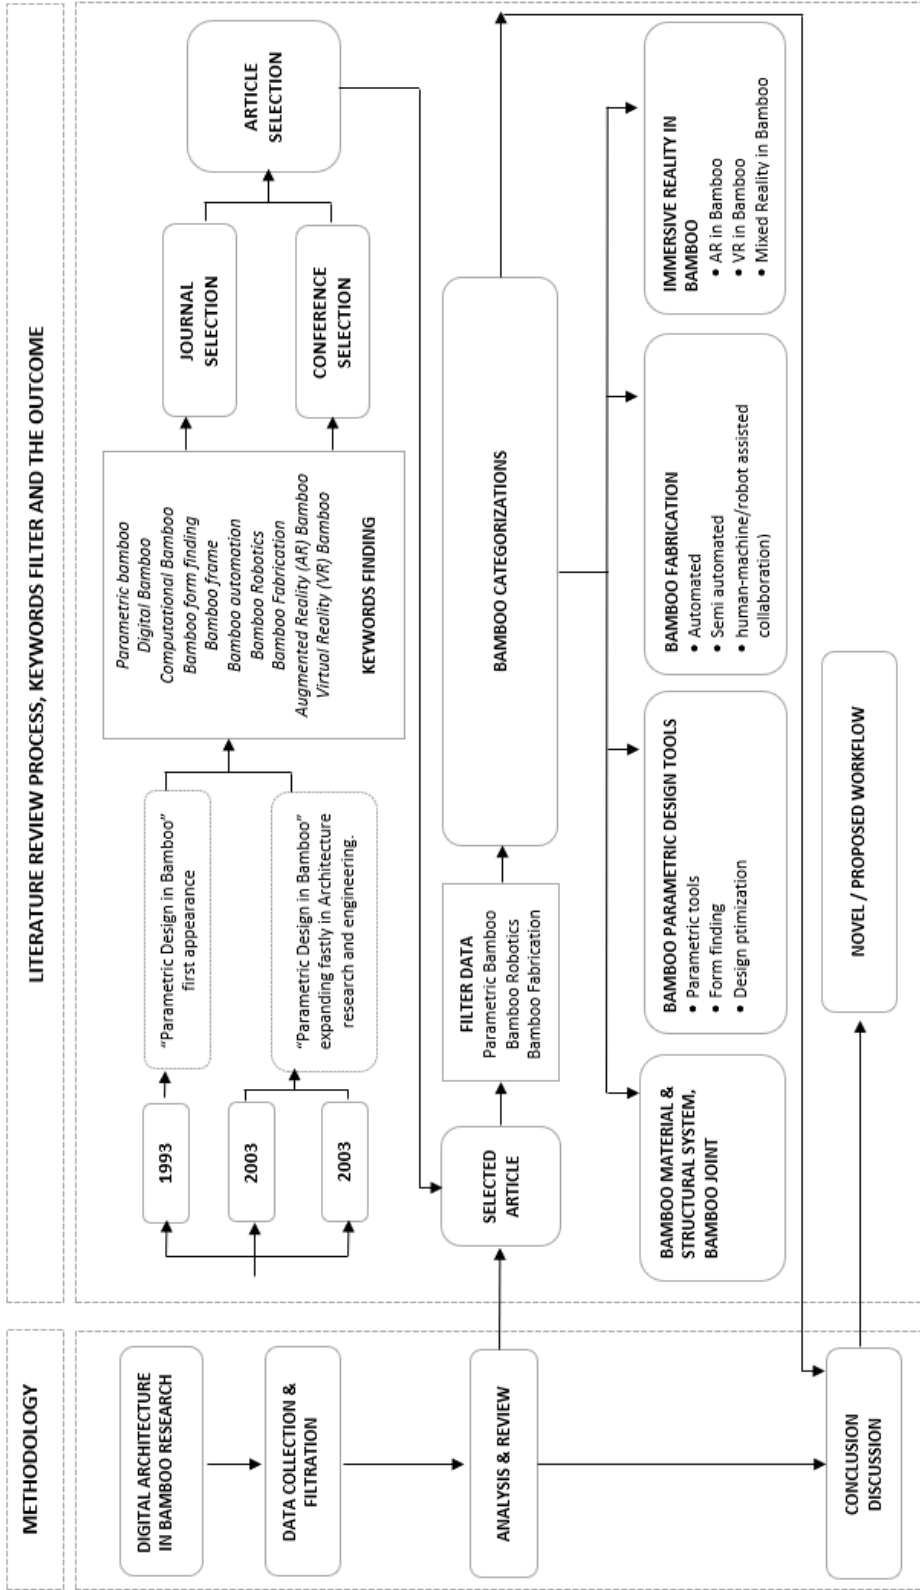 METHODOLOGY
LITERATURE REVIEW PROCESS, KEYWORDS FILTER AND THE OUTCOME
DIGITAL ARCHITECTURE
IN BAMBOO RESEARCH
DATA COLLECTION &
FILTRATION
ANALYSIS & REVIEW
CONCLUSION
DISCUSSION
1993
2003
2003
“Parametric Design in Bamboo”
first appearance
“Parametric Design in Bamboo”
expanding fastly in Architecture
research and engineering.
Parametric bamboo
Digital Bamboo
Computational Bamboo
Bamboo form finding
Bamboo frame
Bamboo automation
Bamboo Robotics
Bamboo Fabrication
Augmented Reality (AR) Bamboo
Virtual Reality (VR) Bamboo
KEYWORDS FINDING
JOURNAL
SELECTION
CONFERENCE
SELECTION
ARTICLE
SELECTION
SELECTED
ARTICLE
FILTER DATA
Parametric Bamboo
Bamboo Robotics
Bamboo Fabrication
BAMBOO CATEGORIZATIONS
BAMBOO MATERIAL &
STRUCTURAL SYSTEM,
BAMBOO JOINT
BAMBOO PARAMETRIC DESIGN TOOLS
• Parametric tools
• Form finding
• Design ptimization
BAMBOO FABRICATION
• Automated
• Semi automated
• human-machine/robot assisted
collaboration)
IMMERSIVE REALITY IN
BAMBOO
• AR in Bamboo
• VR in Bamboo
• Mixed Reality in Bamboo
NOVEL / PROPOSED WORKFLOW